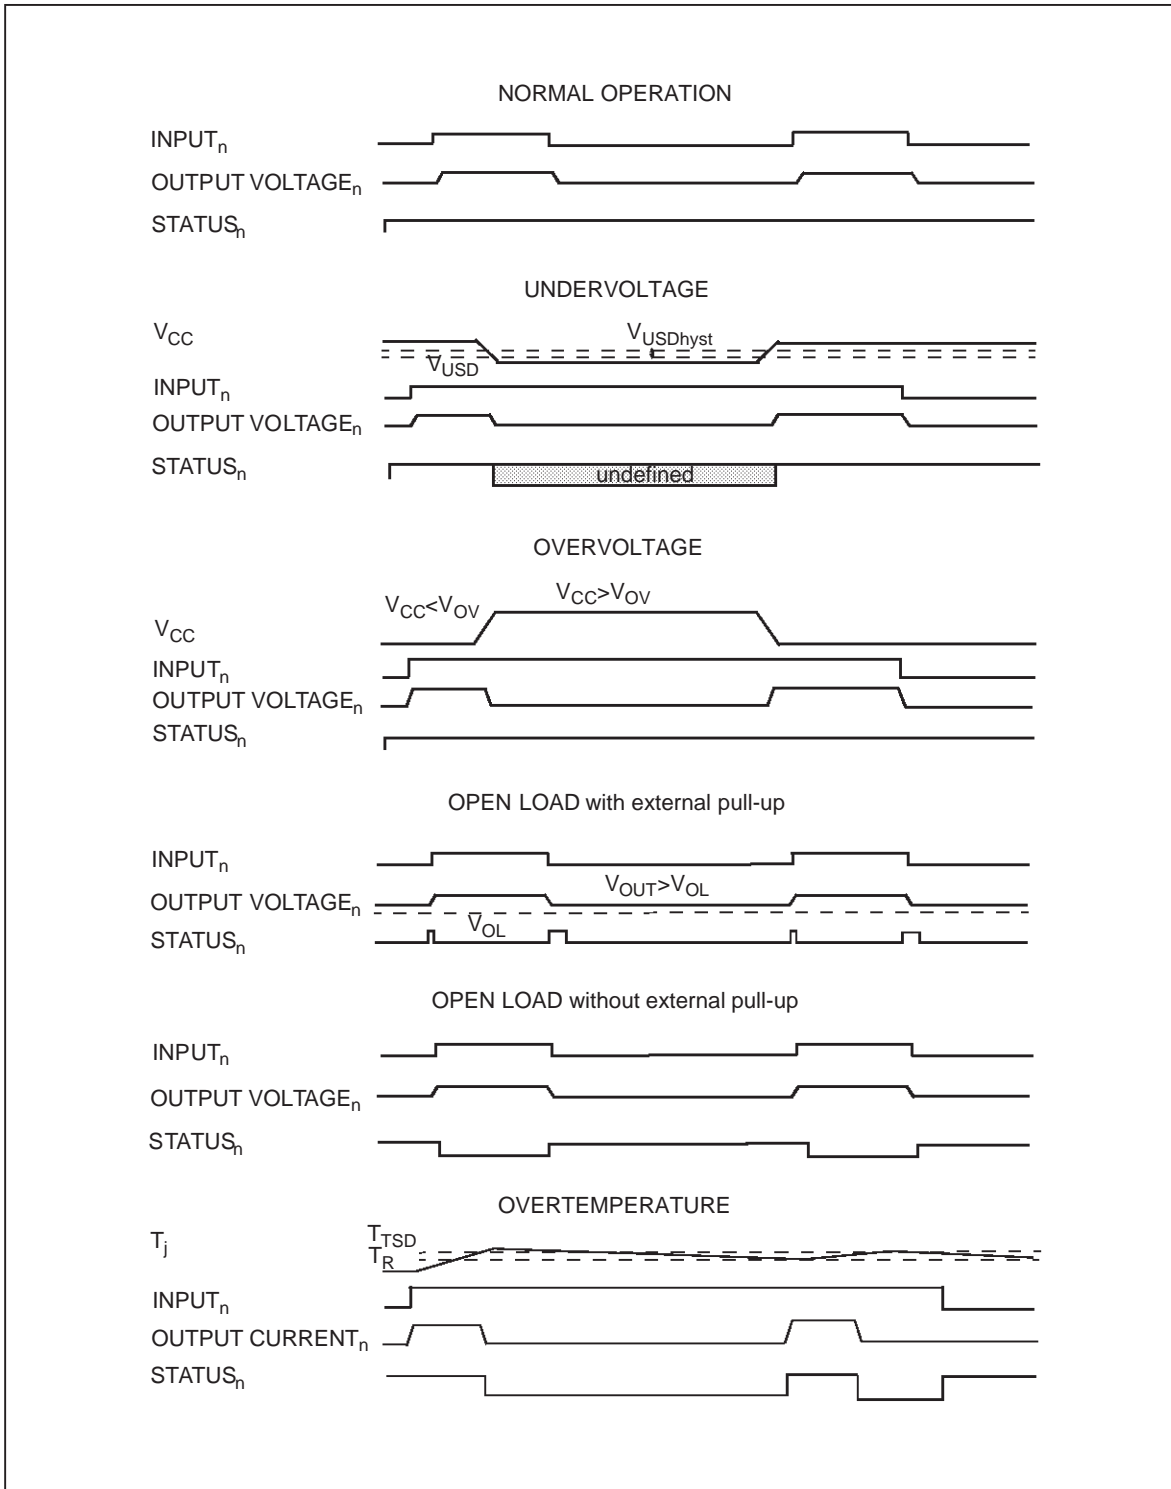 NORMAL OPERATION
INPUTn
OUTPUT VOLTAGEn
STATUSn
UNDERVOLTAGE
VCC
VUSDhyst
VUSD
INPUTn
OUTPUT VOLTAGEn
STATUSn
undefined
OVERVOLTAGE
VCC<VOV
VCC>VOV
VCC
INPUTn
OUTPUT VOLTAGEn
STATUSn
OPEN LOAD with external pull-up
INPUTn
VOUT>VOL
OUTPUT VOLTAGEn
VOL
STATUSn
OPEN LOAD without external pull-up
INPUTn
OUTPUT VOLTAGEn
STATUSn
OVERTEMPERATURE
Tj
TTSD
TR
INPUTn
OUTPUT CURRENTn
STATUSn